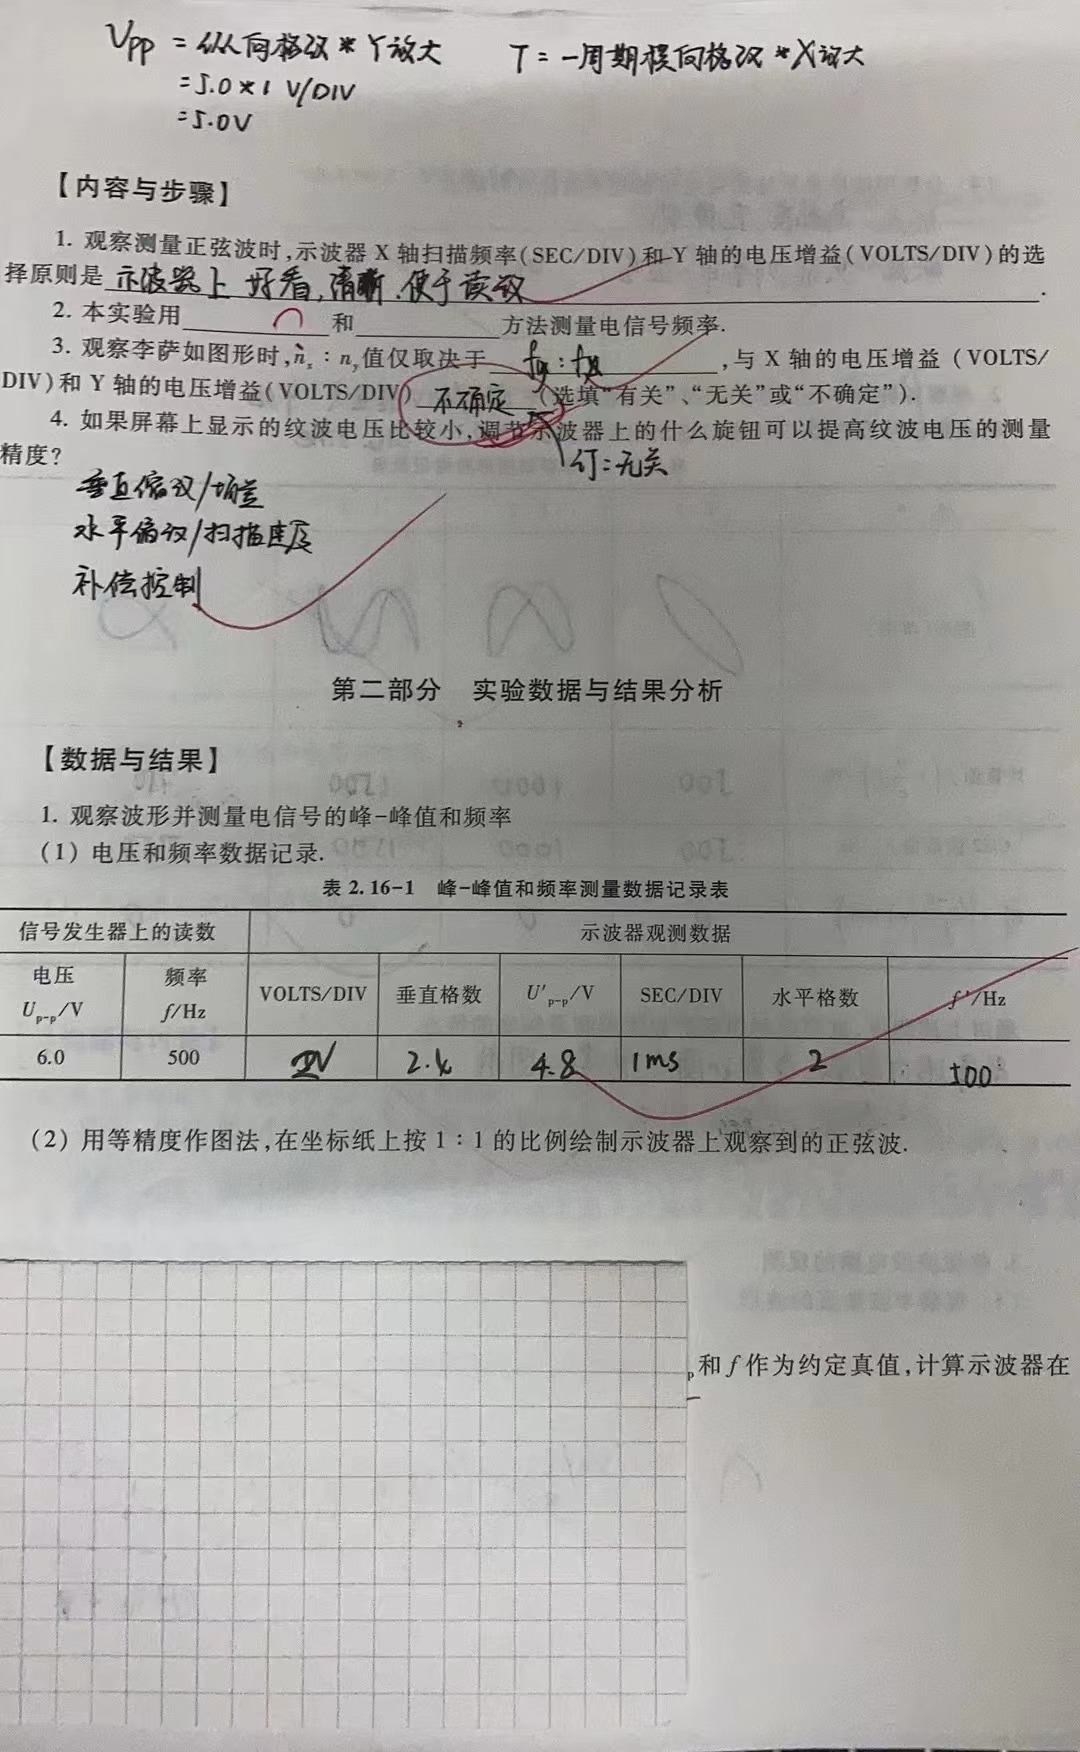 Vpp = 纵向格数 * Y放大 T = 一周期横向格数 * X放大
= 5.0 * 1 V/DIV
= 5.0V
【内容与步骤】
1. 观察测量正弦波时,示波器 X 轴扫描频率(SEC/DIV)和 Y 轴的电压增益(VOLTS/DIV)的选
择原则是 示波器上好看,清晰,便于读数 .
2. 本实验用 和 方法测量电信号频率.
3. 观察李萨如图形时,nx : ny值仅取决于 fy:fx ,与 X 轴的电压增益 (VOLTS/
DIV)和 Y 轴的电压增益(VOLTS/DIV) 不确定 (选填“有关”、“无关”或“不确定”).
4. 如果屏幕上显示的纹波电压比较小,调节示波器上的什么旋钮可以提高纹波电压的测量
精度? 订:无关
垂直偏议/增益
水平偏议/扫描速度
补偿控制
第二部分 实验数据与结果分析
【数据与结果】
1. 观察波形并测量电信号的峰-峰值和频率
(1) 电压和频率数据记录.
表 2.16-1 峰-峰值和频率测量数据记录表
信号发生器上的读数 示波器观测数据
电压 Up-p/V 频率 f/Hz VOLTS/DIV 垂直格数 U′p-p/V SEC/DIV 水平格数 f′/Hz
6.0 500 2V 2.4 4.8 1ms 2 500
(2) 用等精度作图法,在坐标纸上按 1:1 的比例绘制示波器上观察到的正弦波.
p和 f 作为约定真值,计算示波器在